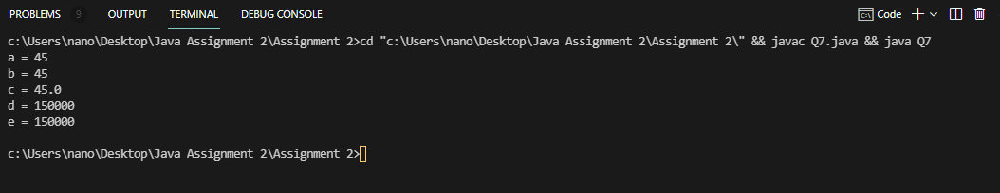 PROBLEMS 9 OUTPUT TERMINAL DEBUG CONSOLE Code
c:\Users\nano\Desktop\Java Assignment 2\Assignment 2>cd "c:\Users\nano\Desktop\Java Assignment 2\Assignment 2\" && javac Q7.java && java Q7
a = 45
b = 45
c = 45.0
d = 150000
e = 150000
c:\Users\nano\Desktop\Java Assignment 2\Assignment 2>